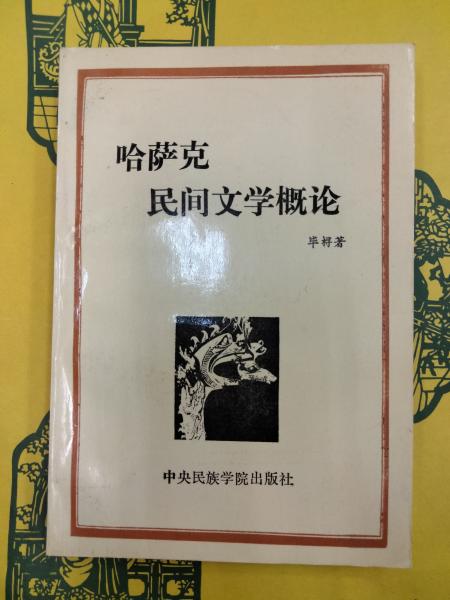 哈萨克
民间文学概论
毕桪著
中央民族学院出版社